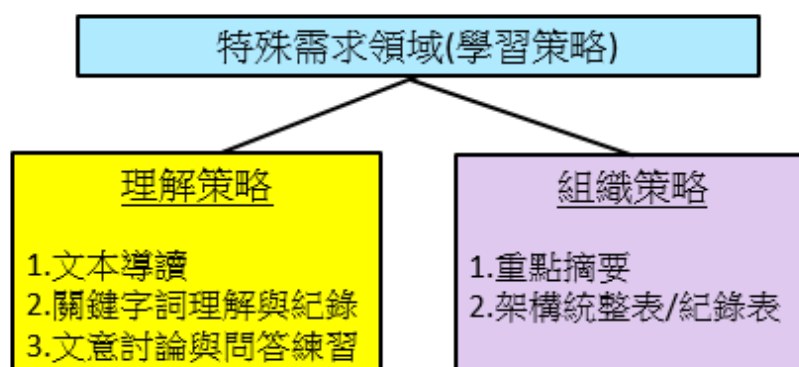 特殊需求領域(學習策略)
理解策略
1.文本導讀
2.關鍵字詞理解與紀錄
3.文意討論與問答練習
組織策略
1.重點摘要
2.架構統整表/紀錄表